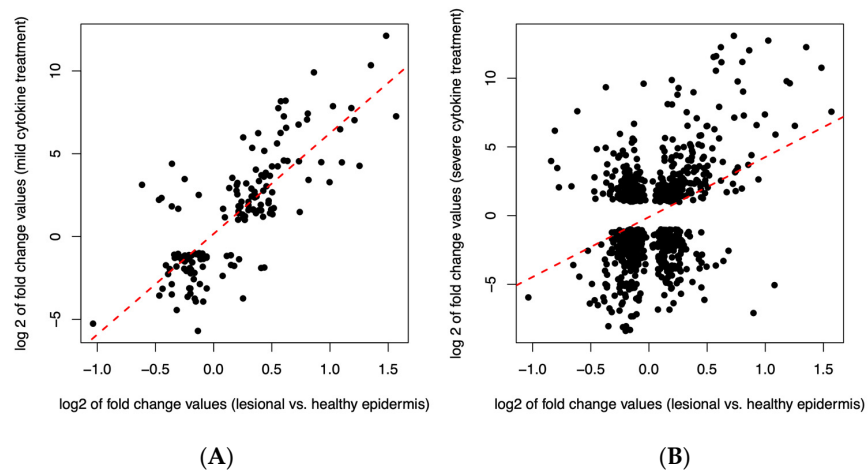 log 2 of fold change values (mild cytokine treatment)
10
5
0
−5
−1.0 −0.5 0.0 0.5 1.0 1.5
log2 of fold change values (lesional vs. healthy epidermis)
(A)
log 2 of fold change values (severe cytokine treatment)
10
5
0
−5
−1.0 −0.5 0.0 0.5 1.0 1.5
log2 of fold change values (lesional vs. healthy epidermis)
(B)